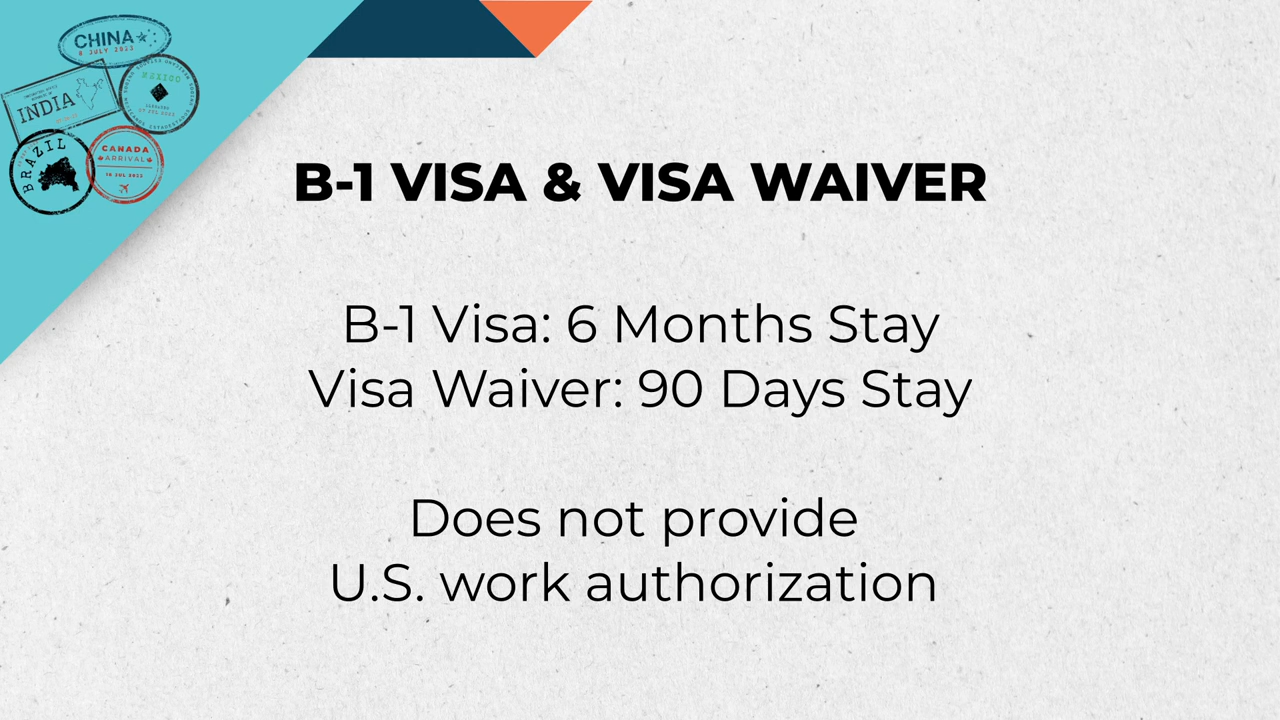 CHINA
8 JULY 2023
MEXICO
INDIA
BRAZIL
CANADA
ARRIVAL
B-1 VISA & VISA WAIVER
B-1 Visa: 6 Months Stay
Visa Waiver: 90 Days Stay
Does not provide
U.S. work authorization